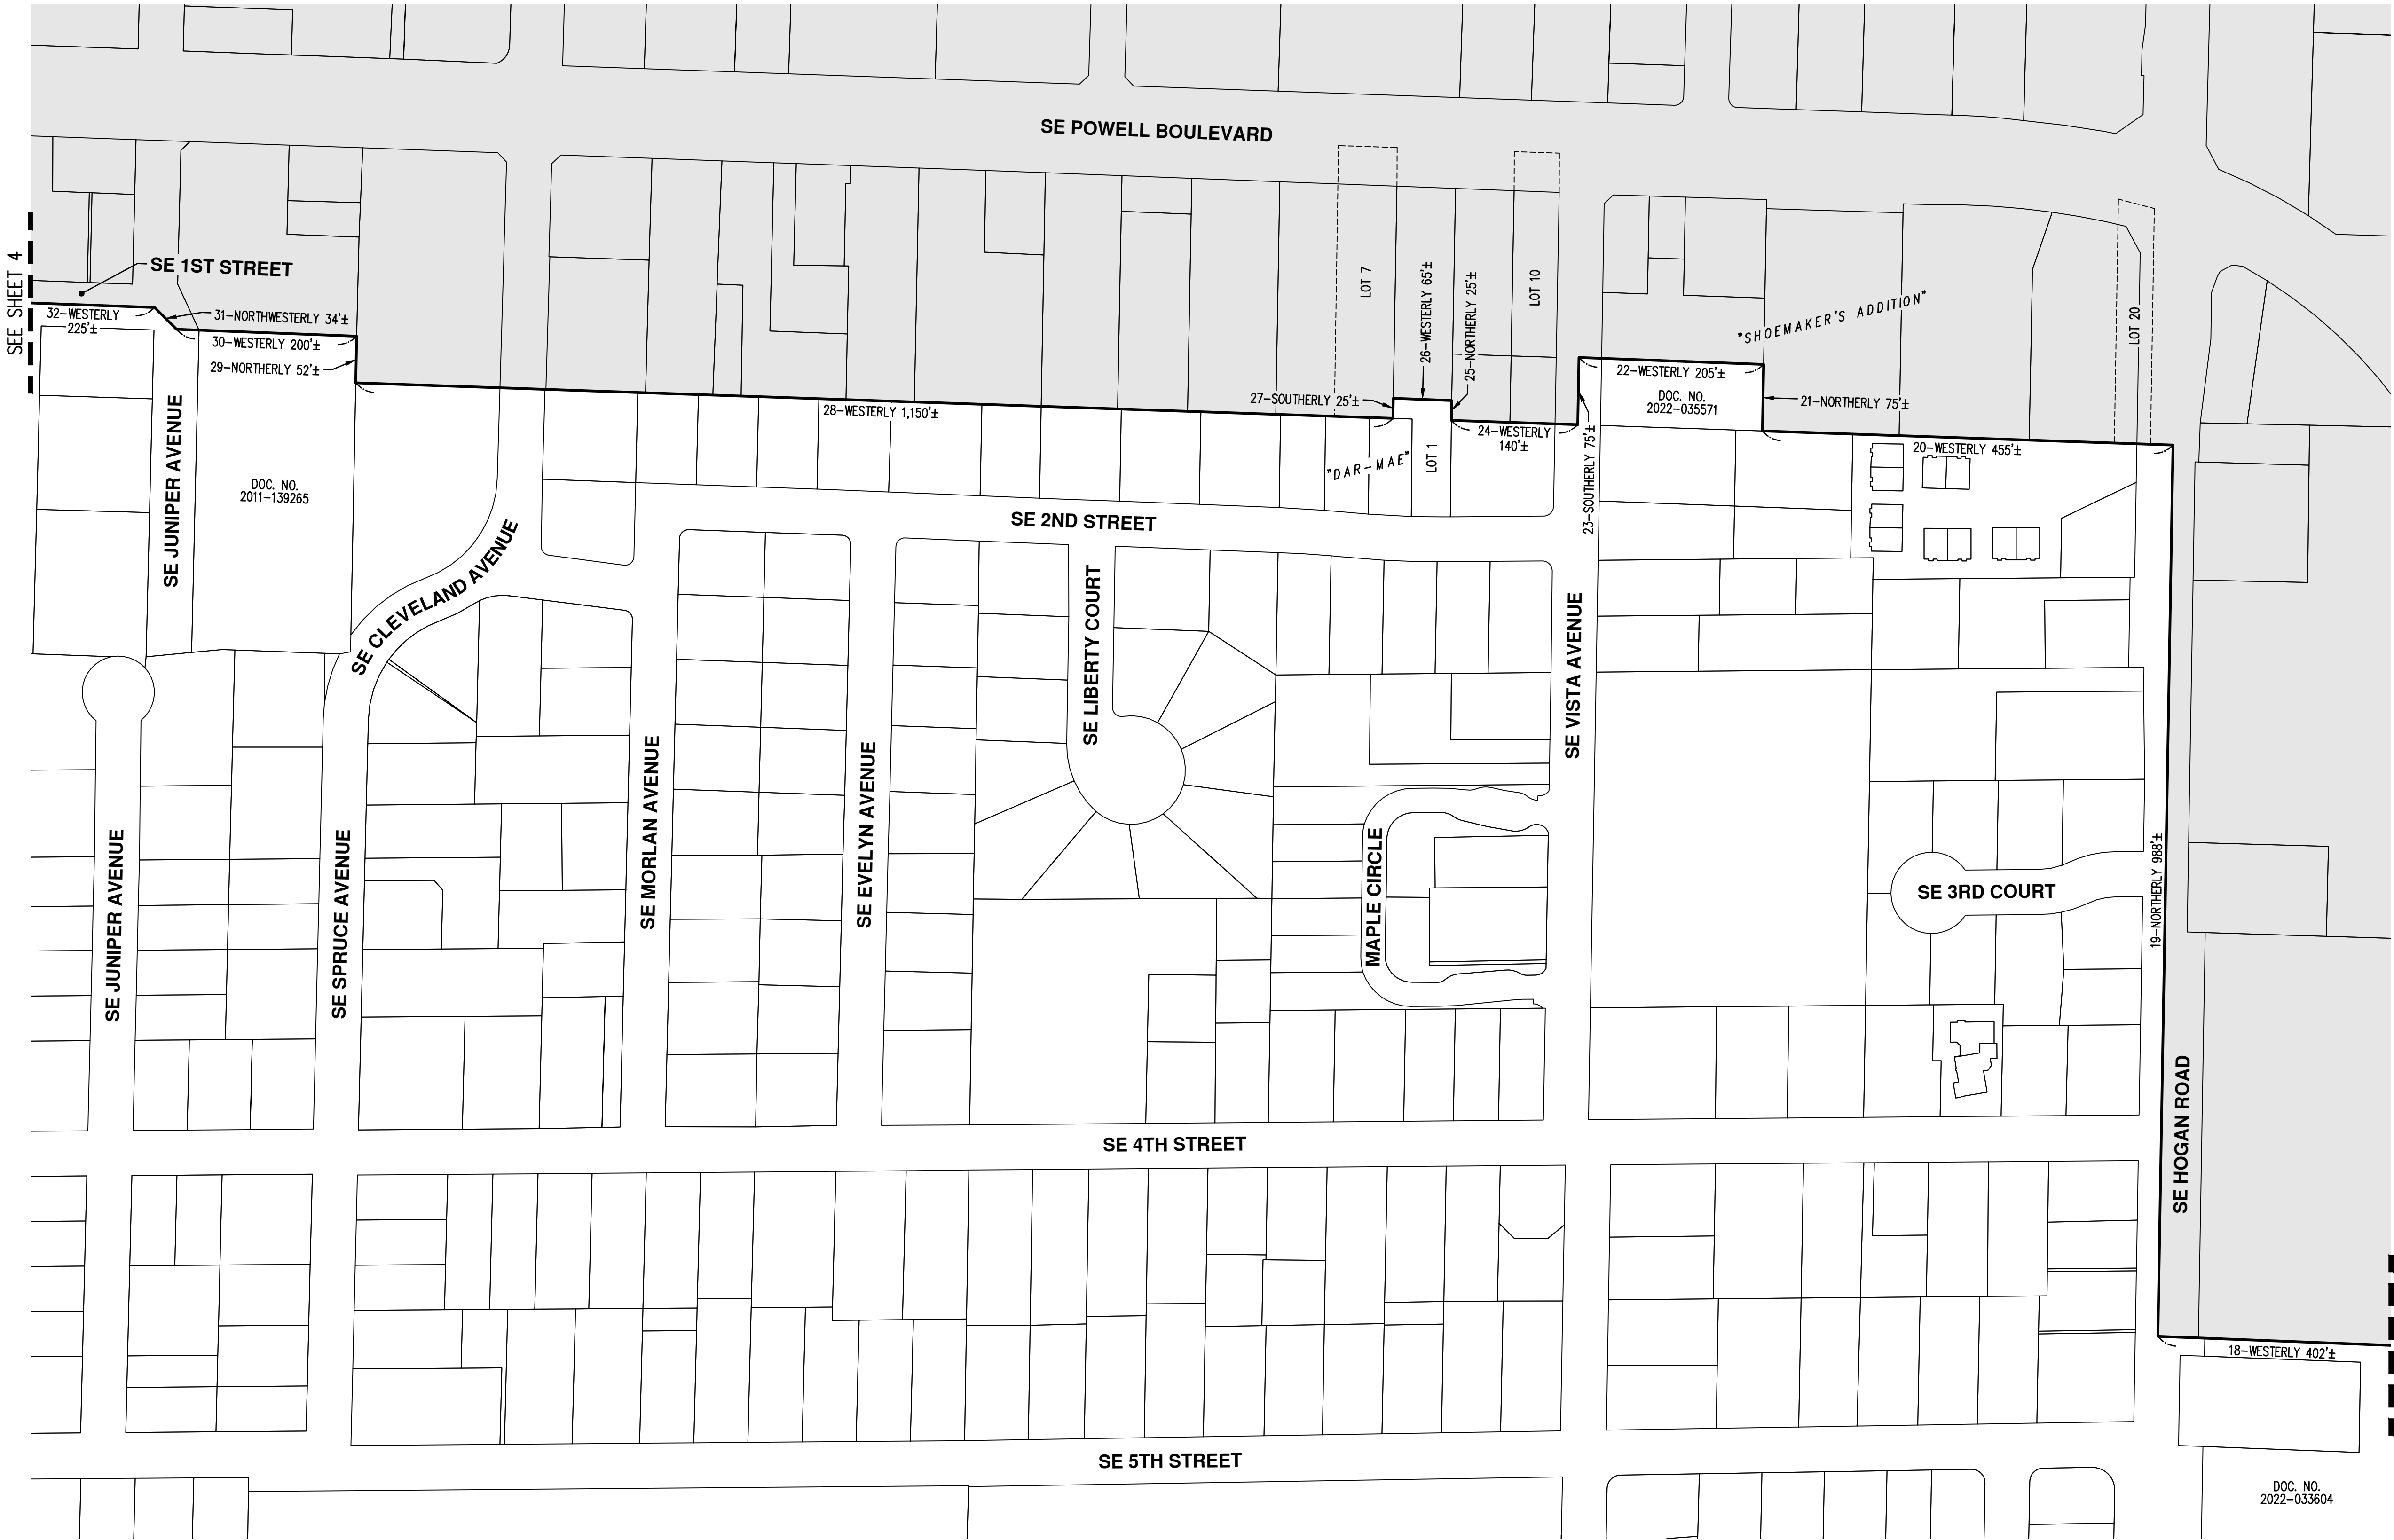 SE POWELL BOULEVARD
SEE SHEET 4
SE 1ST STREET
32-WESTERLY
225'±
31-NORTHWESTERLY 34'±
30-WESTERLY 200'±
29-NORTHERLY 52'±
28-WESTERLY 1,150'±
27-SOUTHERLY 25'±
LOT 7
26-WESTERLY 65'±
25-NORTHERLY 25'±
LOT 10
"SHOEMAKER'S ADDITION"
LOT 20
22-WESTERLY 205'±
DOC. NO.
2022-035571
21-NORTHERLY 75'±
24-WESTERLY
140'±
23-SOUTHERLY 75'±
20-WESTERLY 455'±
"DAR-MAE"
LOT 1
SE JUNIPER AVENUE
DOC. NO.
2011-139265
SE 2ND STREET
SE CLEVELAND AVENUE
SE LIBERTY COURT
SE VISTA AVENUE
SE JUNIPER AVENUE
SE SPRUCE AVENUE
SE MORLAN AVENUE
SE EVELYN AVENUE
MAPLE CIRCLE
SE 3RD COURT
19-NORTHERLY 988'±
SE HOGAN ROAD
SE 4TH STREET
18-WESTERLY 402'±
SE 5TH STREET
DOC. NO.
2022-033604